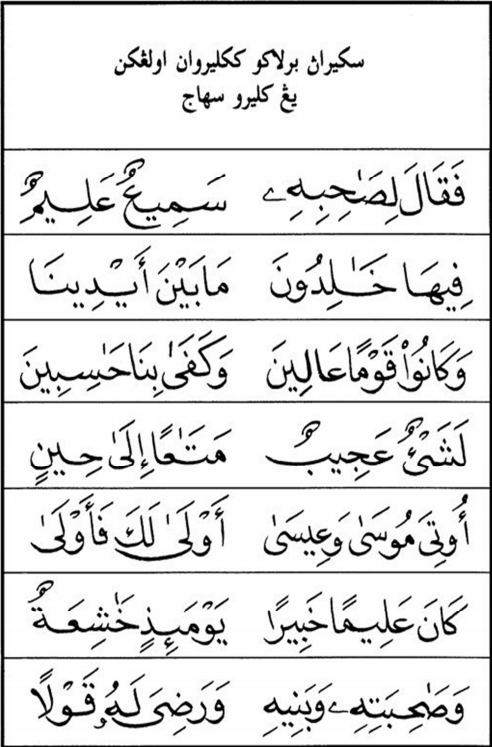 سکيراڽ برلاکو ککليروان اولڠکن
يڠ کليرو سهاج
فَقَالَ لِصَٰحِبِهِۦ سَمِيعٌ عَلِيمٌ
فِيهَا خَٰلِدُونَ مَا بَيْنَ أَيْدِينَا
وَكَانُوا۟ قَوْمًا عَالِينَ وَكَفَىٰ بِنَا حَٰسِبِينَ
لَشَىْءٌ عَجِيبٌ مَتَٰعًا إِلَىٰ حِينٍ
أُوتِىَ مُوسَىٰ وَعِيسَىٰ أَوْلَىٰ لَكَ فَأَوْلَىٰ
كَانَ عَلِيمًا خَبِيرًا يَوْمَئِذٍ خَٰشِعَةٌ
وَصَٰحِبَتِهِۦ وَبَنِيهِ وَرَضِىَ لَهُۥ قَوْلًا